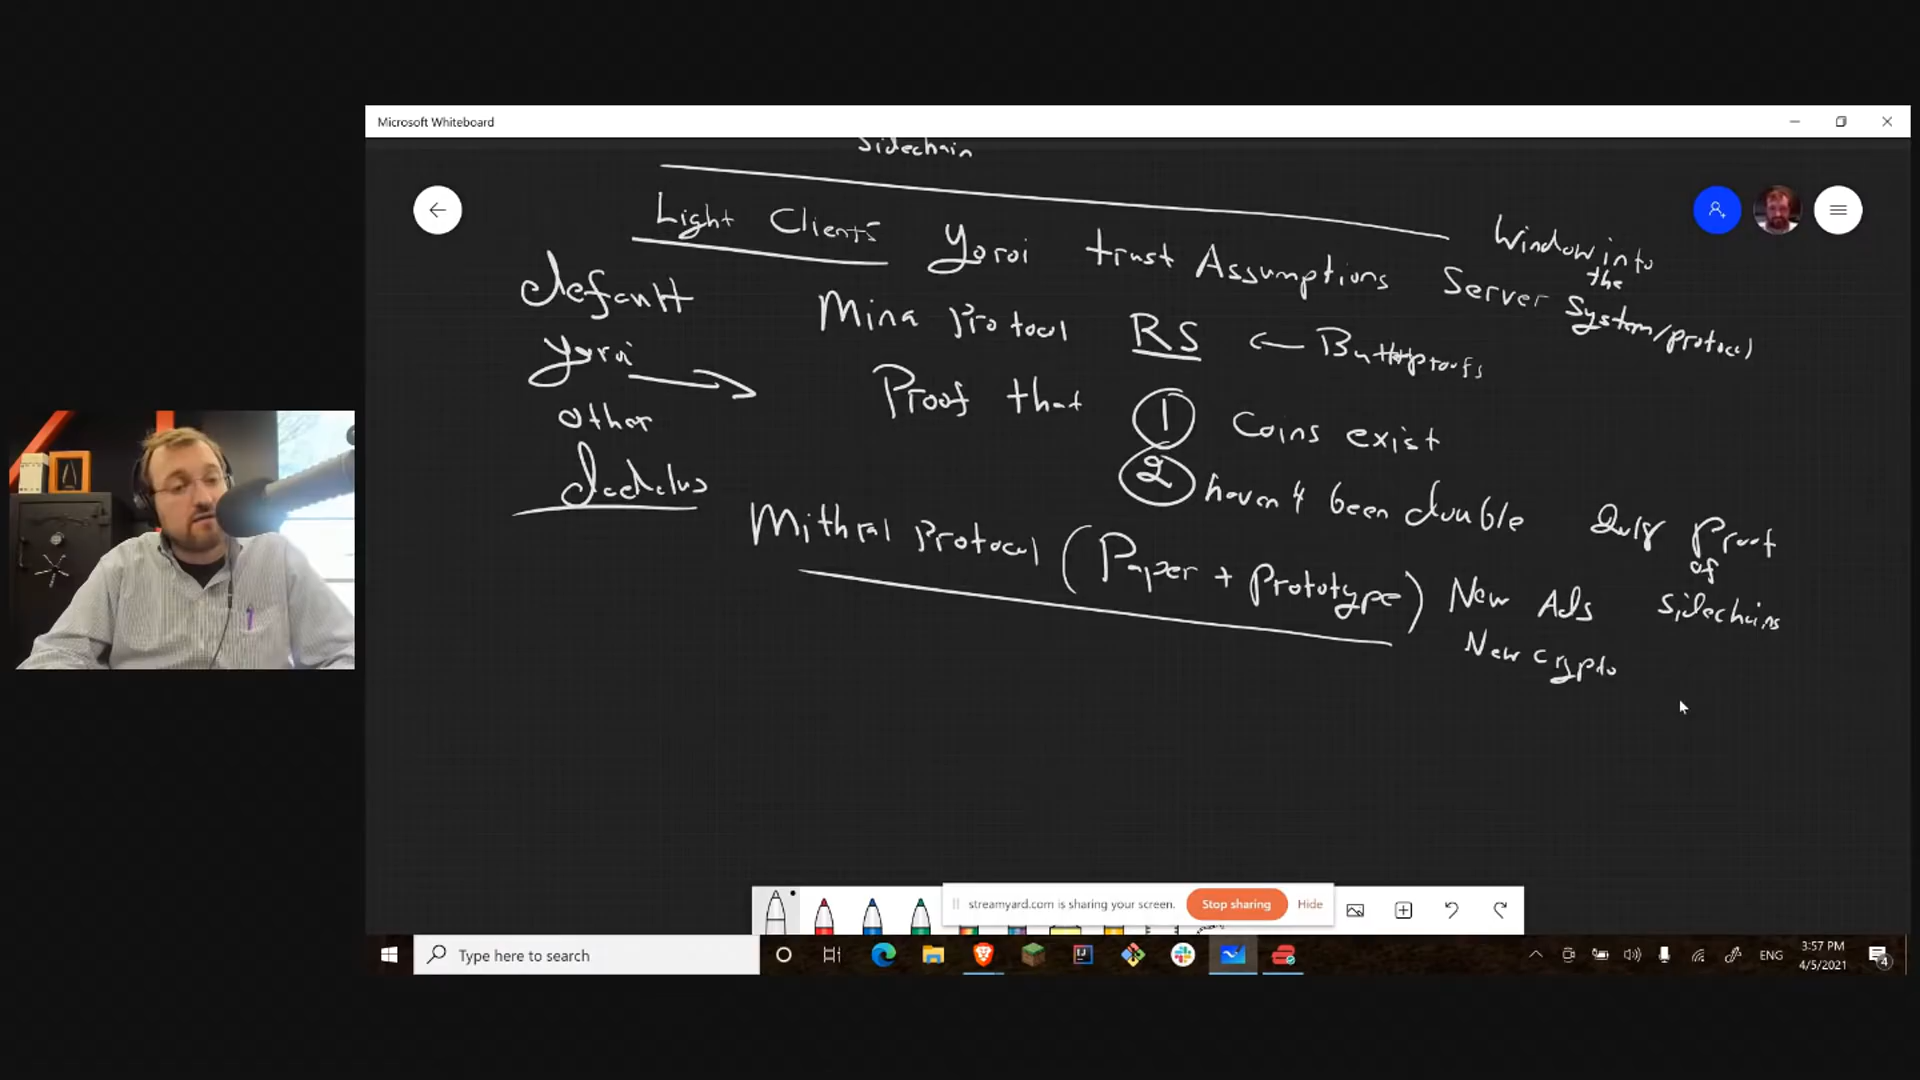 Microsoft Whiteboard
Sidechain
Light Clients Yoroi trust Assumptions Server
Window into
the
System/protocol
default
yoroi
other
daedalus
Mina Protocol RS ← Bulletproofs
Proof that ① Coins exist
② haven't been double
Mithral Protocol (Paper + Prototype) New Ads
New crypto
Proof
of
sidechains
streamyard.com is sharing your screen. Stop sharing Hide
Type here to search
ENG
3:57 PM
4/5/2021
4